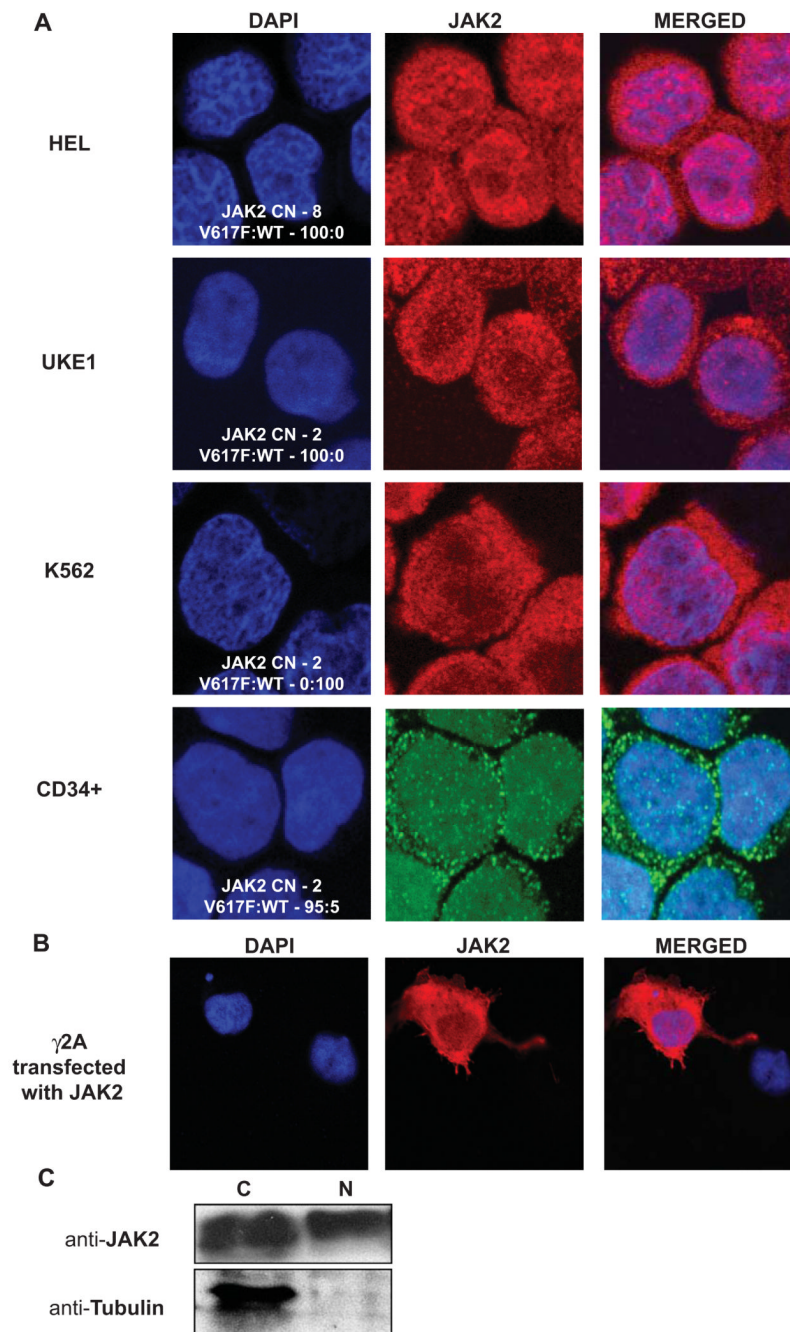 A
DAPI JAK2 MERGED
HEL
JAK2 CN - 8
V617F:WT - 100:0
UKE1
JAK2 CN - 2
V617F:WT - 100:0
K562
JAK2 CN - 2
V617F:WT - 0:100
CD34+
JAK2 CN - 2
V617F:WT - 95:5
B
DAPI JAK2 MERGED
γ2A
transfected
with JAK2
C
C N
anti-JAK2
anti-Tubulin